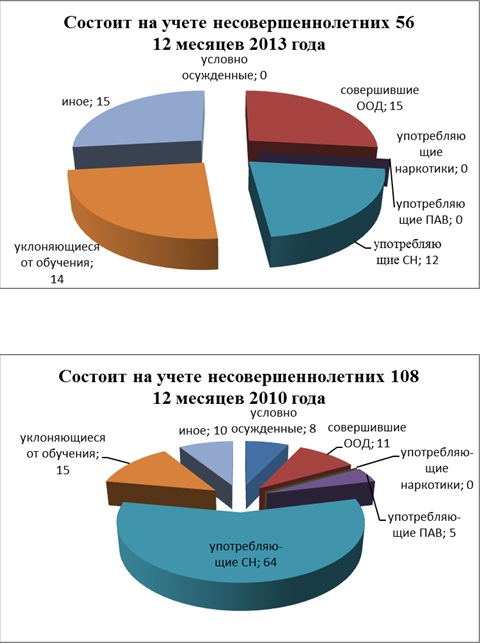 Состоит на учете несовершеннолетних 56
12 месяцев 2013 года
условно
осужденные; 0
иное; 15
совершившие
ООД; 15
употребляю
щие
наркотики; 0
употребляю
щие ПАВ; 0
употребляю
щие СН; 12
уклоняющиеся
от обучения;
14
Состоит на учете несовершеннолетних 108
12 месяцев 2010 года
условно
осужденные; 8
иное; 10
совершившие
ООД; 11
уклоняющиеся
от обучения;
15
употребляю-
щие
наркотики; 0
употребляю-
щие ПАВ; 5
употребляю-
щие СН; 64